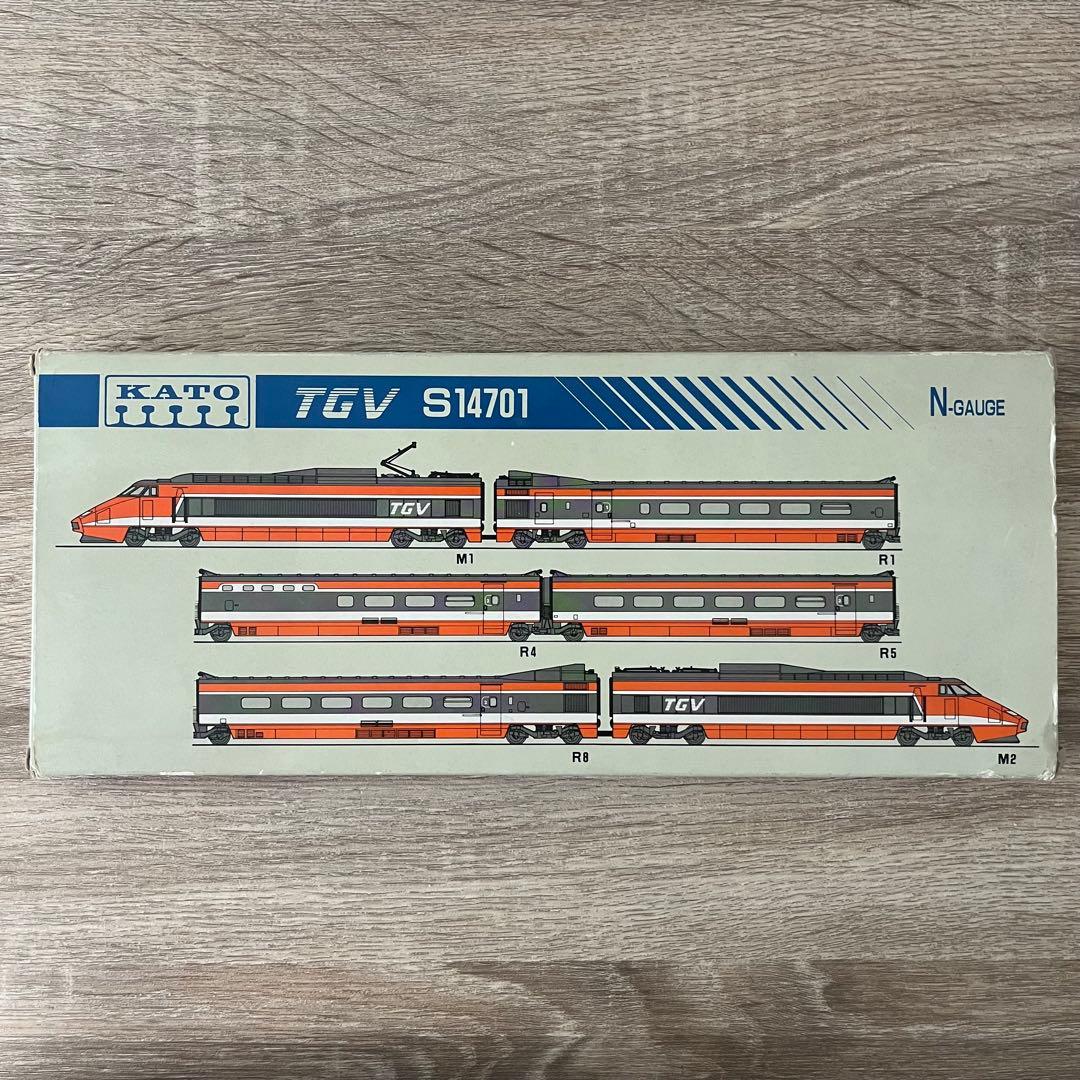 KATO TGV S14701 N-GAUGE
TGV
M1 R1
R4 R5
TGV
R8 M2